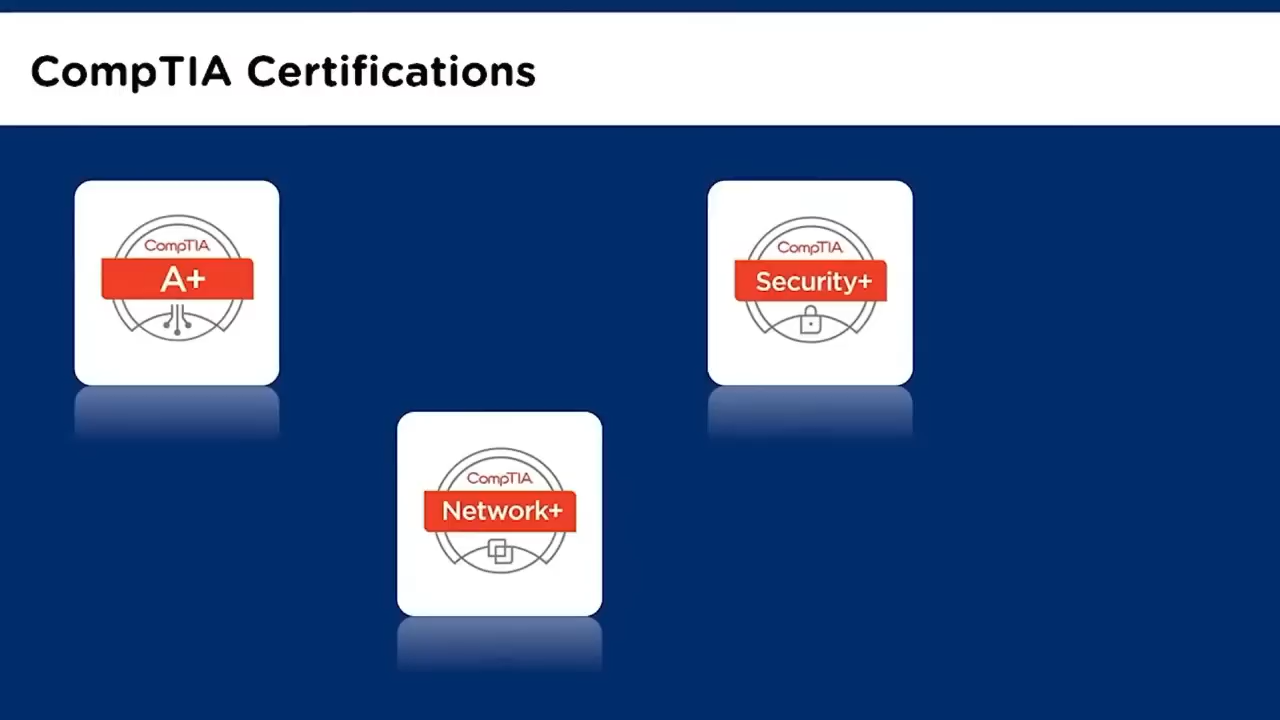 CompTIA Certifications
CompTIA
A+
CompTIA
Security+
CompTIA
Network+